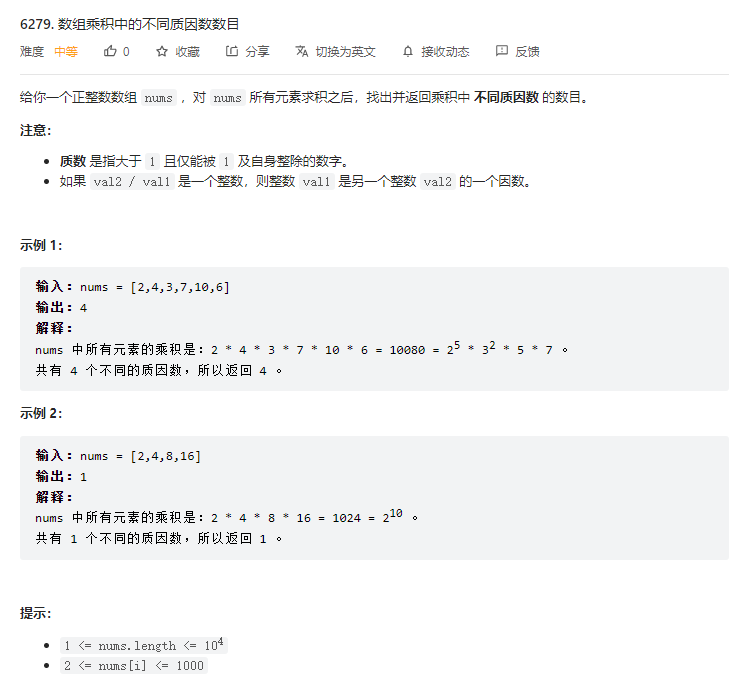 6279. 数组乘积中的不同质因数数目
难度 中等 0 收藏 分享 切换为英文 接收动态 反馈
给你一个正整数数组 nums ，对 nums 所有元素求积之后，找出并返回乘积中 不同质因数 的数目。
注意：
• 质数 是指大于 1 且仅能被 1 及自身整除的数字。
• 如果 val2 / val1 是一个整数，则整数 val1 是另一个整数 val2 的一个因数。
示例 1：
输入：nums = [2,4,3,7,10,6]
输出：4
解释：
nums 中所有元素的乘积是：2 * 4 * 3 * 7 * 10 * 6 = 10080 = 2⁵ * 3² * 5 * 7 。
共有 4 个不同的质因数，所以返回 4 。
示例 2：
输入：nums = [2,4,8,16]
输出：1
解释：
nums 中所有元素的乘积是：2 * 4 * 8 * 16 = 1024 = 2¹⁰ 。
共有 1 个不同的质因数，所以返回 1 。
提示：
• 1 <= nums.length <= 10⁴
• 2 <= nums[i] <= 1000